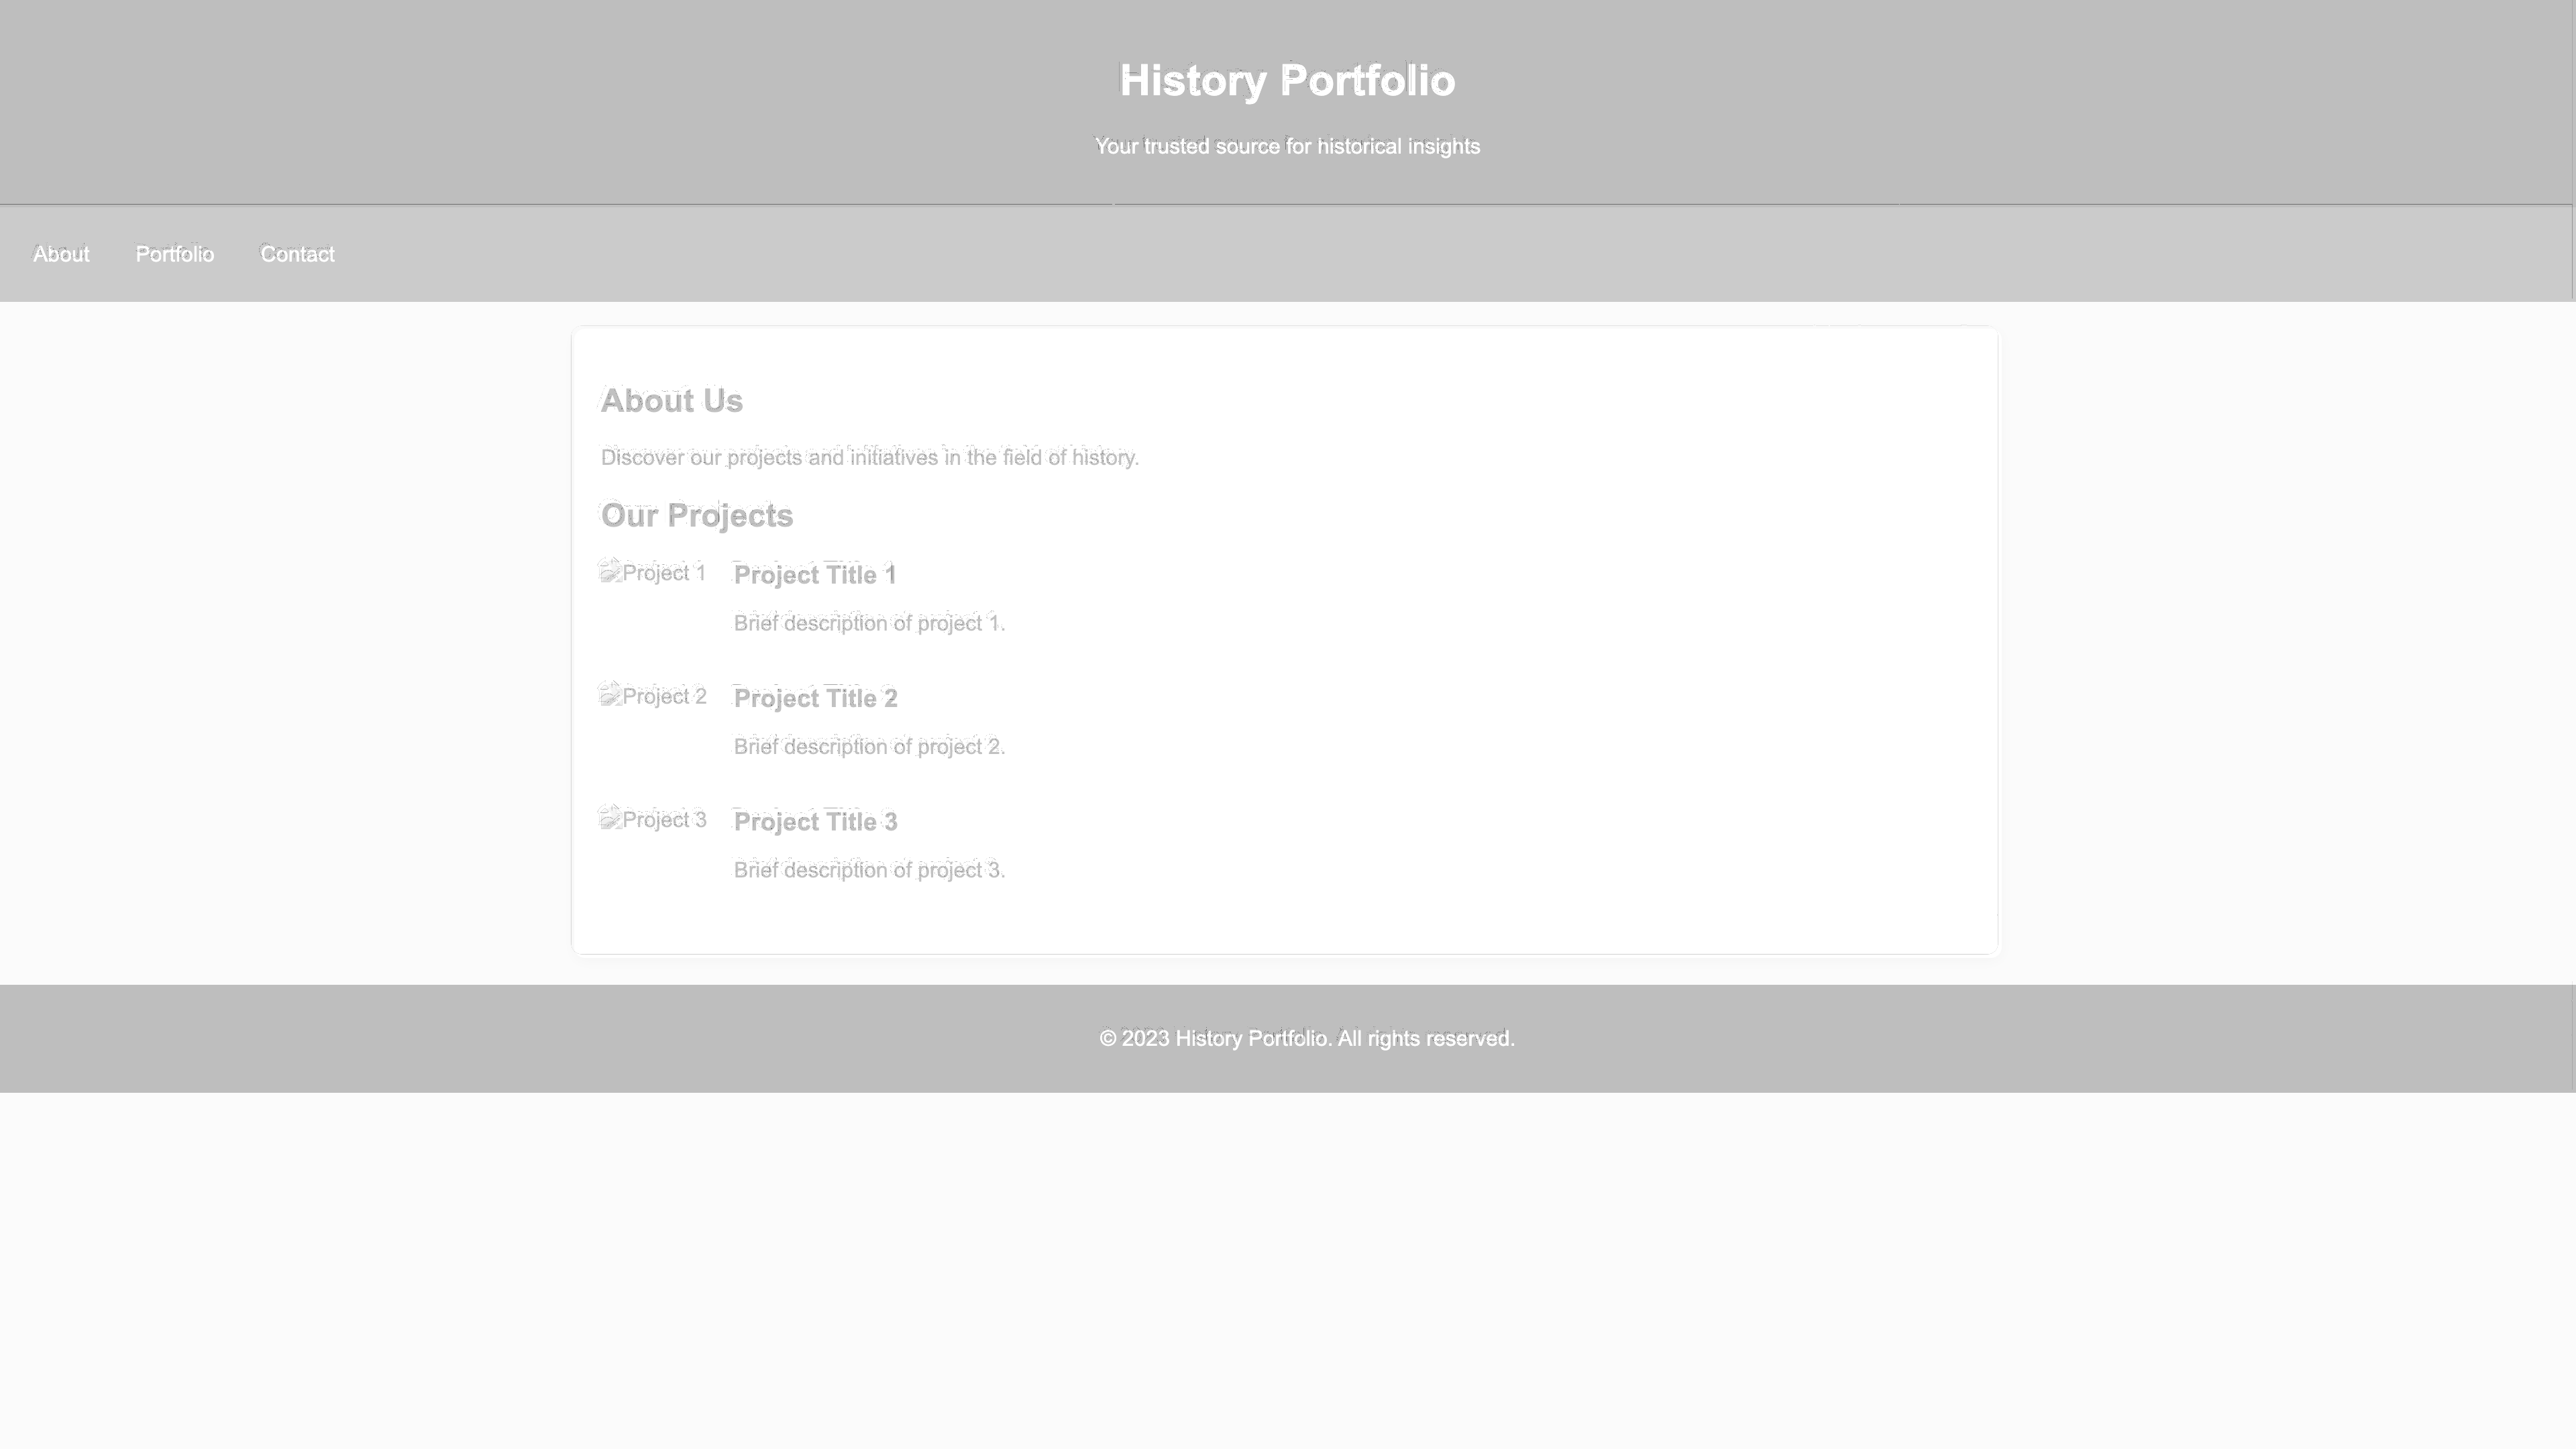 History Portfolio
Your trusted source for historical insights
About Portfolio Contact
About Us
Discover our projects and initiatives in the field of history.
Our Projects
Project 1 Project Title 1
Brief description of project 1.
Project 2 Project Title 2
Brief description of project 2.
Project 3 Project Title 3
Brief description of project 3.
© 2023 History Portfolio. All rights reserved.